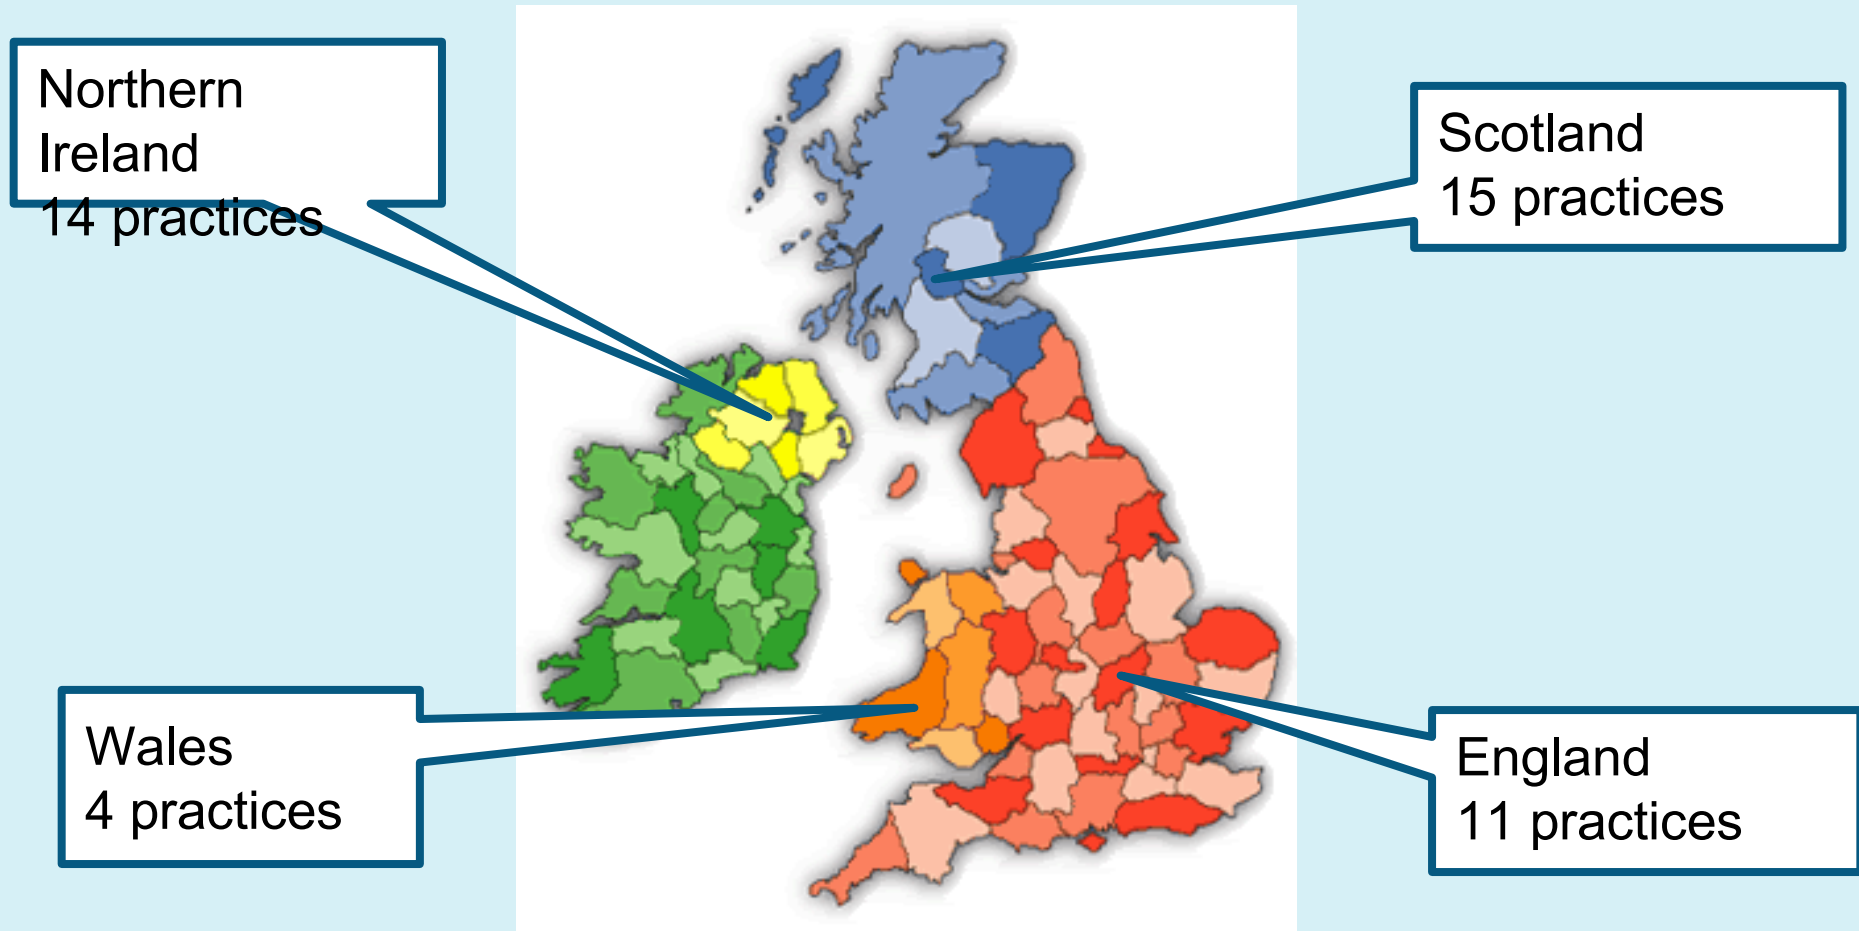 Northern
Ireland
14 practices
Scotland
15 practices
Wales
4 practices
England
11 practices